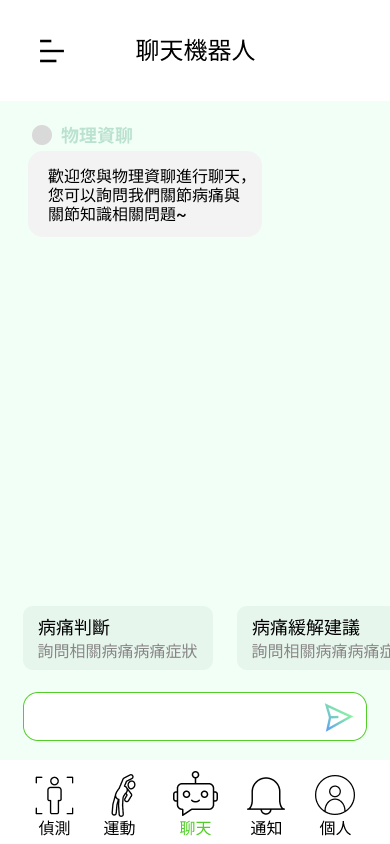 聊天機器人
物理資聊
歡迎您與物理資聊進行聊天，
您可以詢問我們關節病痛與
關節知識相關問題~
病痛判斷
詢問相關病痛病痛症狀
病痛緩解建議
詢問相關病痛病痛症
偵測
運動
聊天
通知
個人